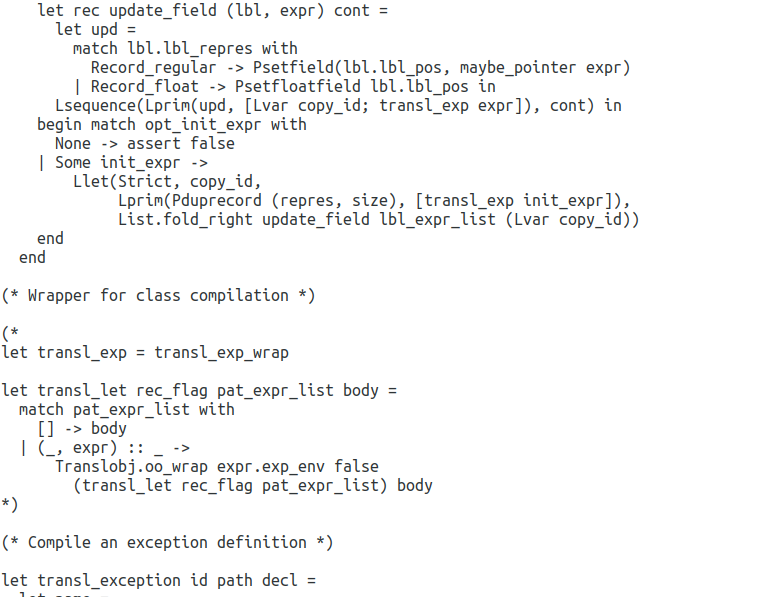 let rec update_field (lbl, expr) cont =
let upd =
match lbl.lbl_repres with
Record_regular -> Psetfield(lbl.lbl_pos, maybe_pointer expr)
| Record_float -> Psetfloatfield lbl.lbl_pos in
Lsequence(Lprim(upd, [Lvar copy_id; transl_exp expr]), cont) in
begin match opt_init_expr with
None -> assert false
| Some init_expr ->
Llet(Strict, copy_id,
Lprim(Pduprecord (repres, size), [transl_exp init_expr]),
List.fold_right update_field lbl_expr_list (Lvar copy_id))
end
end
(* Wrapper for class compilation *)
(*
let transl_exp = transl_exp_wrap
let transl_let rec_flag pat_expr_list body =
match pat_expr_list with
[] -> body
| (_, expr) :: _ ->
Translobj.oo_wrap expr.exp_env false
(transl_let rec_flag pat_expr_list) body
*)
(* Compile an exception definition *)
let transl_exception id path decl =